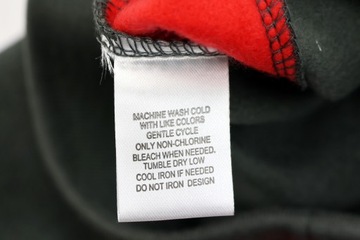 MACHINE WASH COLD
WITH LIKE COLORS
GENTLE CYCLE
ONLY NON-CHLORINE
BLEACH WHEN NEEDED.
TUMBLE DRY LOW
COOL IRON IF NEEDED
DO NOT IRON DESIGN